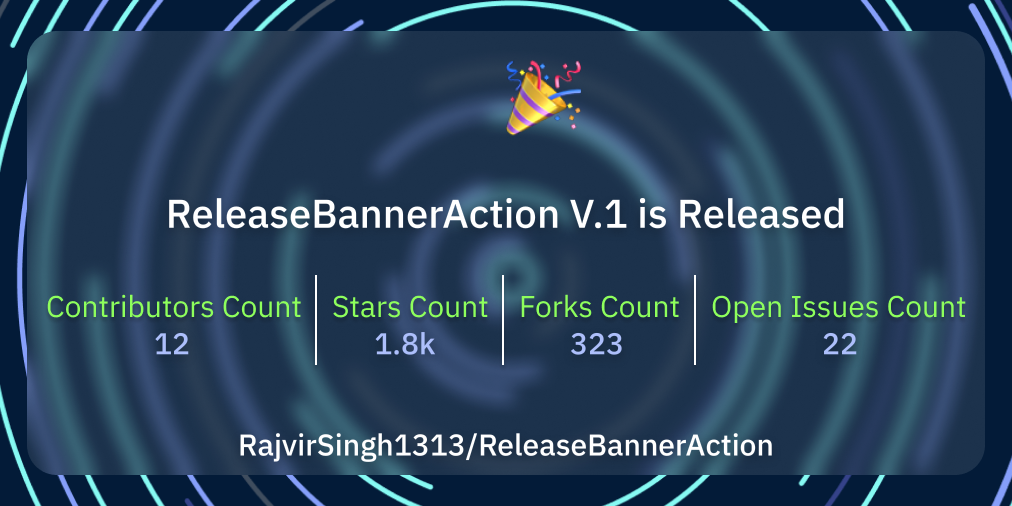 ReleaseBannerAction V.1 is Released
Contributors Count Stars Count Forks Count Open Issues Count
12 1.8k 323 22
RajvirSingh1313/ReleaseBannerAction